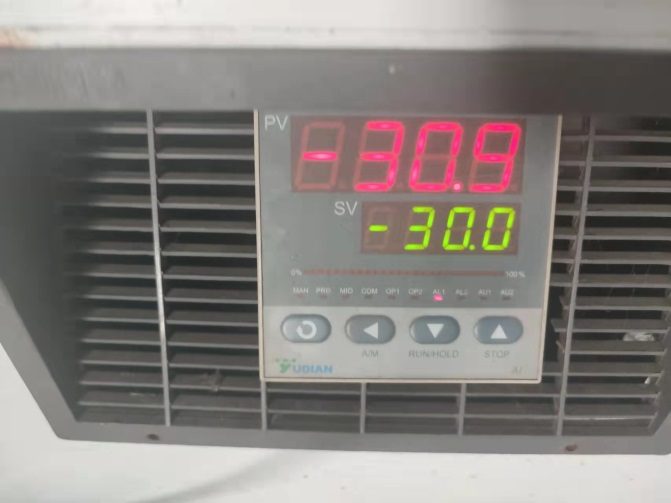 PV -30.9
SV -30.0
0% 100%
MAN PRG MIO COM OP1 OP2 AL1 AL2 AU1 AU2
A/M RUN/HOLD STOP
YUDIAN AI